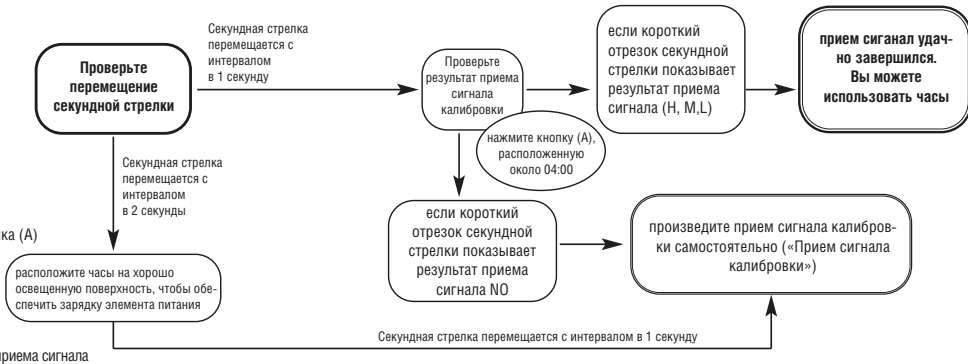 Проверьте
перемещение
секундной стрелки
Секундная стрелка
перемещается с
интервалом
в 1 секунду
Проверьте
результат приема
сигнала
калибровки
нажмите кнопку (А),
расположенную
около 04:00
если короткий
отрезок секундной
стрелки показывает
результат приема
сигнала (H, M,L)
прием сиганал удач-
но завершился.
Вы можете
использовать часы
Секундная стрелка
перемещается с
интервалом
в 2 секунды
ка (А)
расположите часы на хорошо
освещенную поверхность, чтобы обе-
спечить зарядку элемента питания
если короткий
отрезок секундной
стрелки показывает
результат приема
сигнала NO
произведите прием сигнала калибров-
ки самостоятельно («Прием сигнала
калибровки»)
Секундная стрелка перемещается с интервалом в 1 секунду
приема сигнала